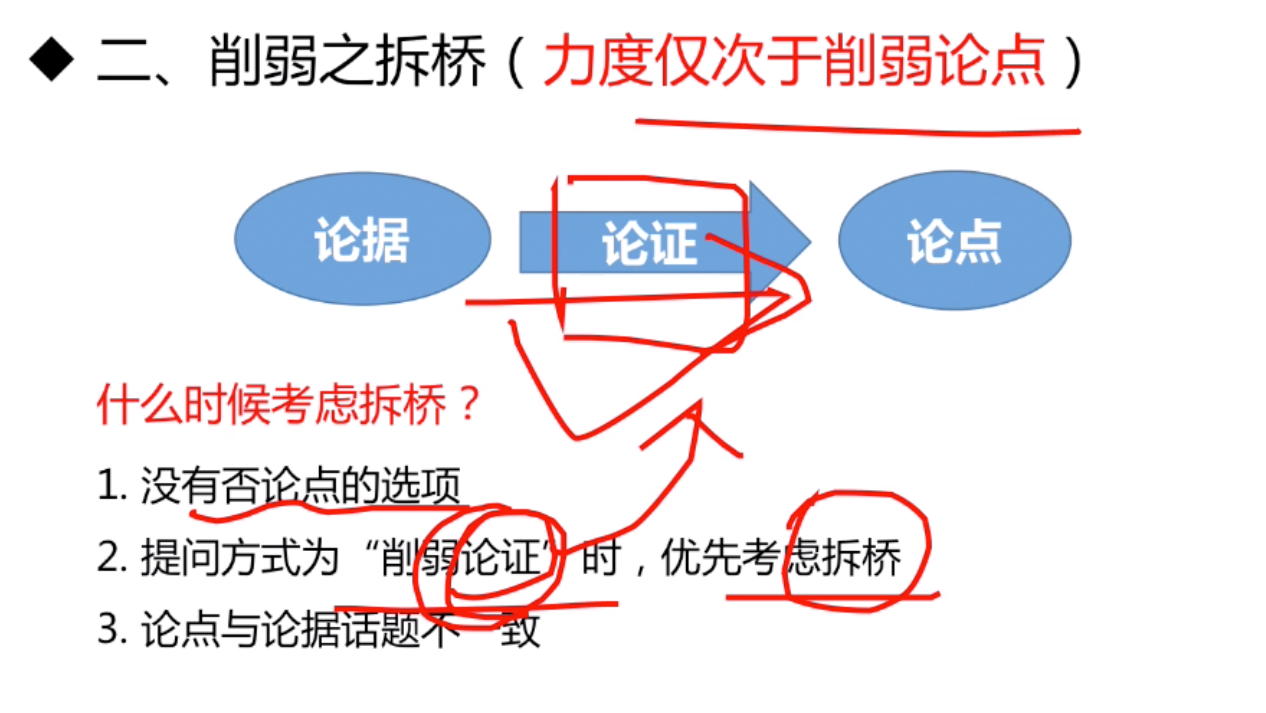 二、削弱之拆桥（力度仅次于削弱论点）
论据 论证 论点
什么时候考虑拆桥？
1. 没有否论点的选项
2. 提问方式为“削弱论证”时，优先考虑拆桥
3. 论点与论据话题不一致